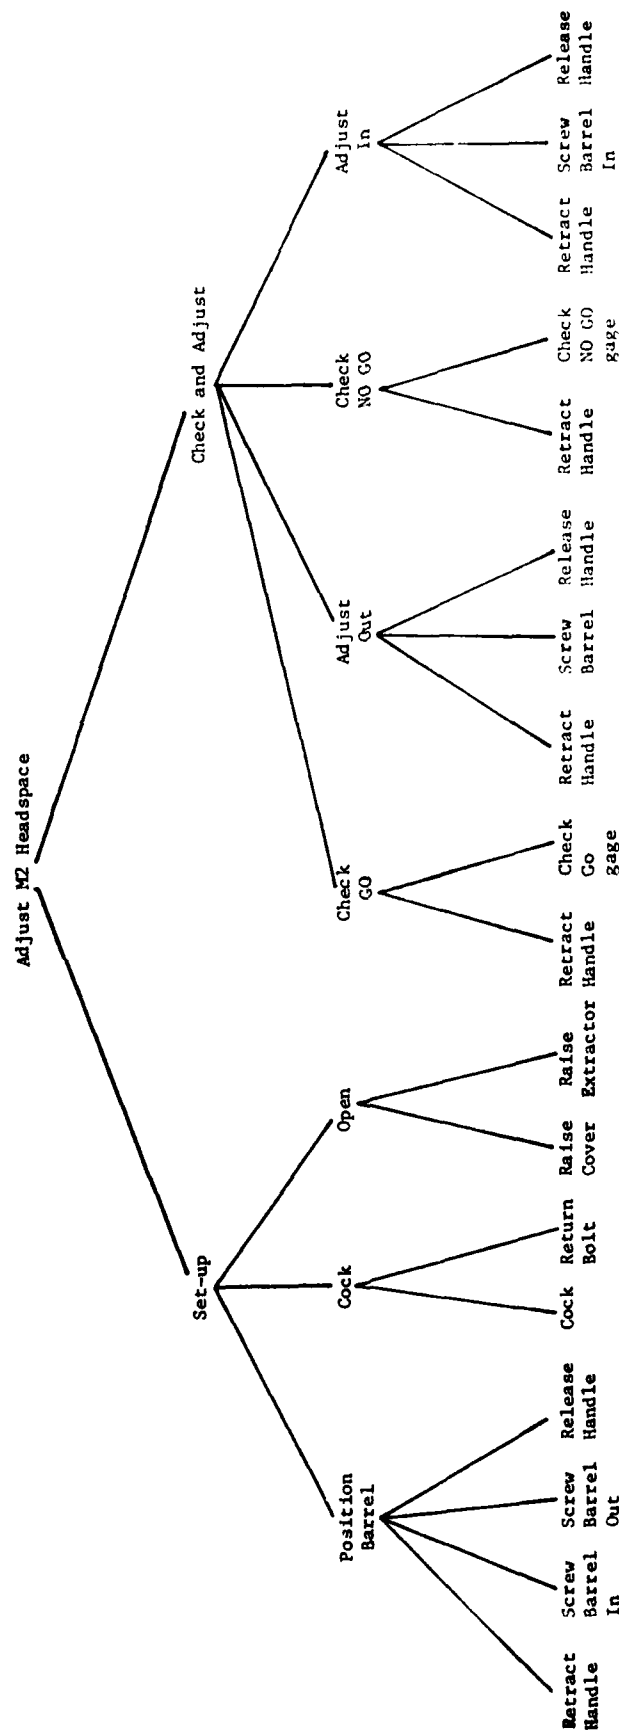 Adjust M2 Headspace
Set-up
Check and Adjust
Position
Barrel
Cock
Open
Check
GO
Adjust
Out
Check
NO GO
Adjust
In
Retract
Handle
Screw
Barrel
In
Screw
Barrel
Out
Release
Handle
Cock
Return
Bolt
Raise
Cover
Raise
Extractor
Retract
Handle
Check
Go
gage
Retract
Handle
Screw
Barrel
Release
Handle
Retract
Handle
Check
NO GO
gage
Retract
Handle
Screw
Barrel
In
Release
Handle